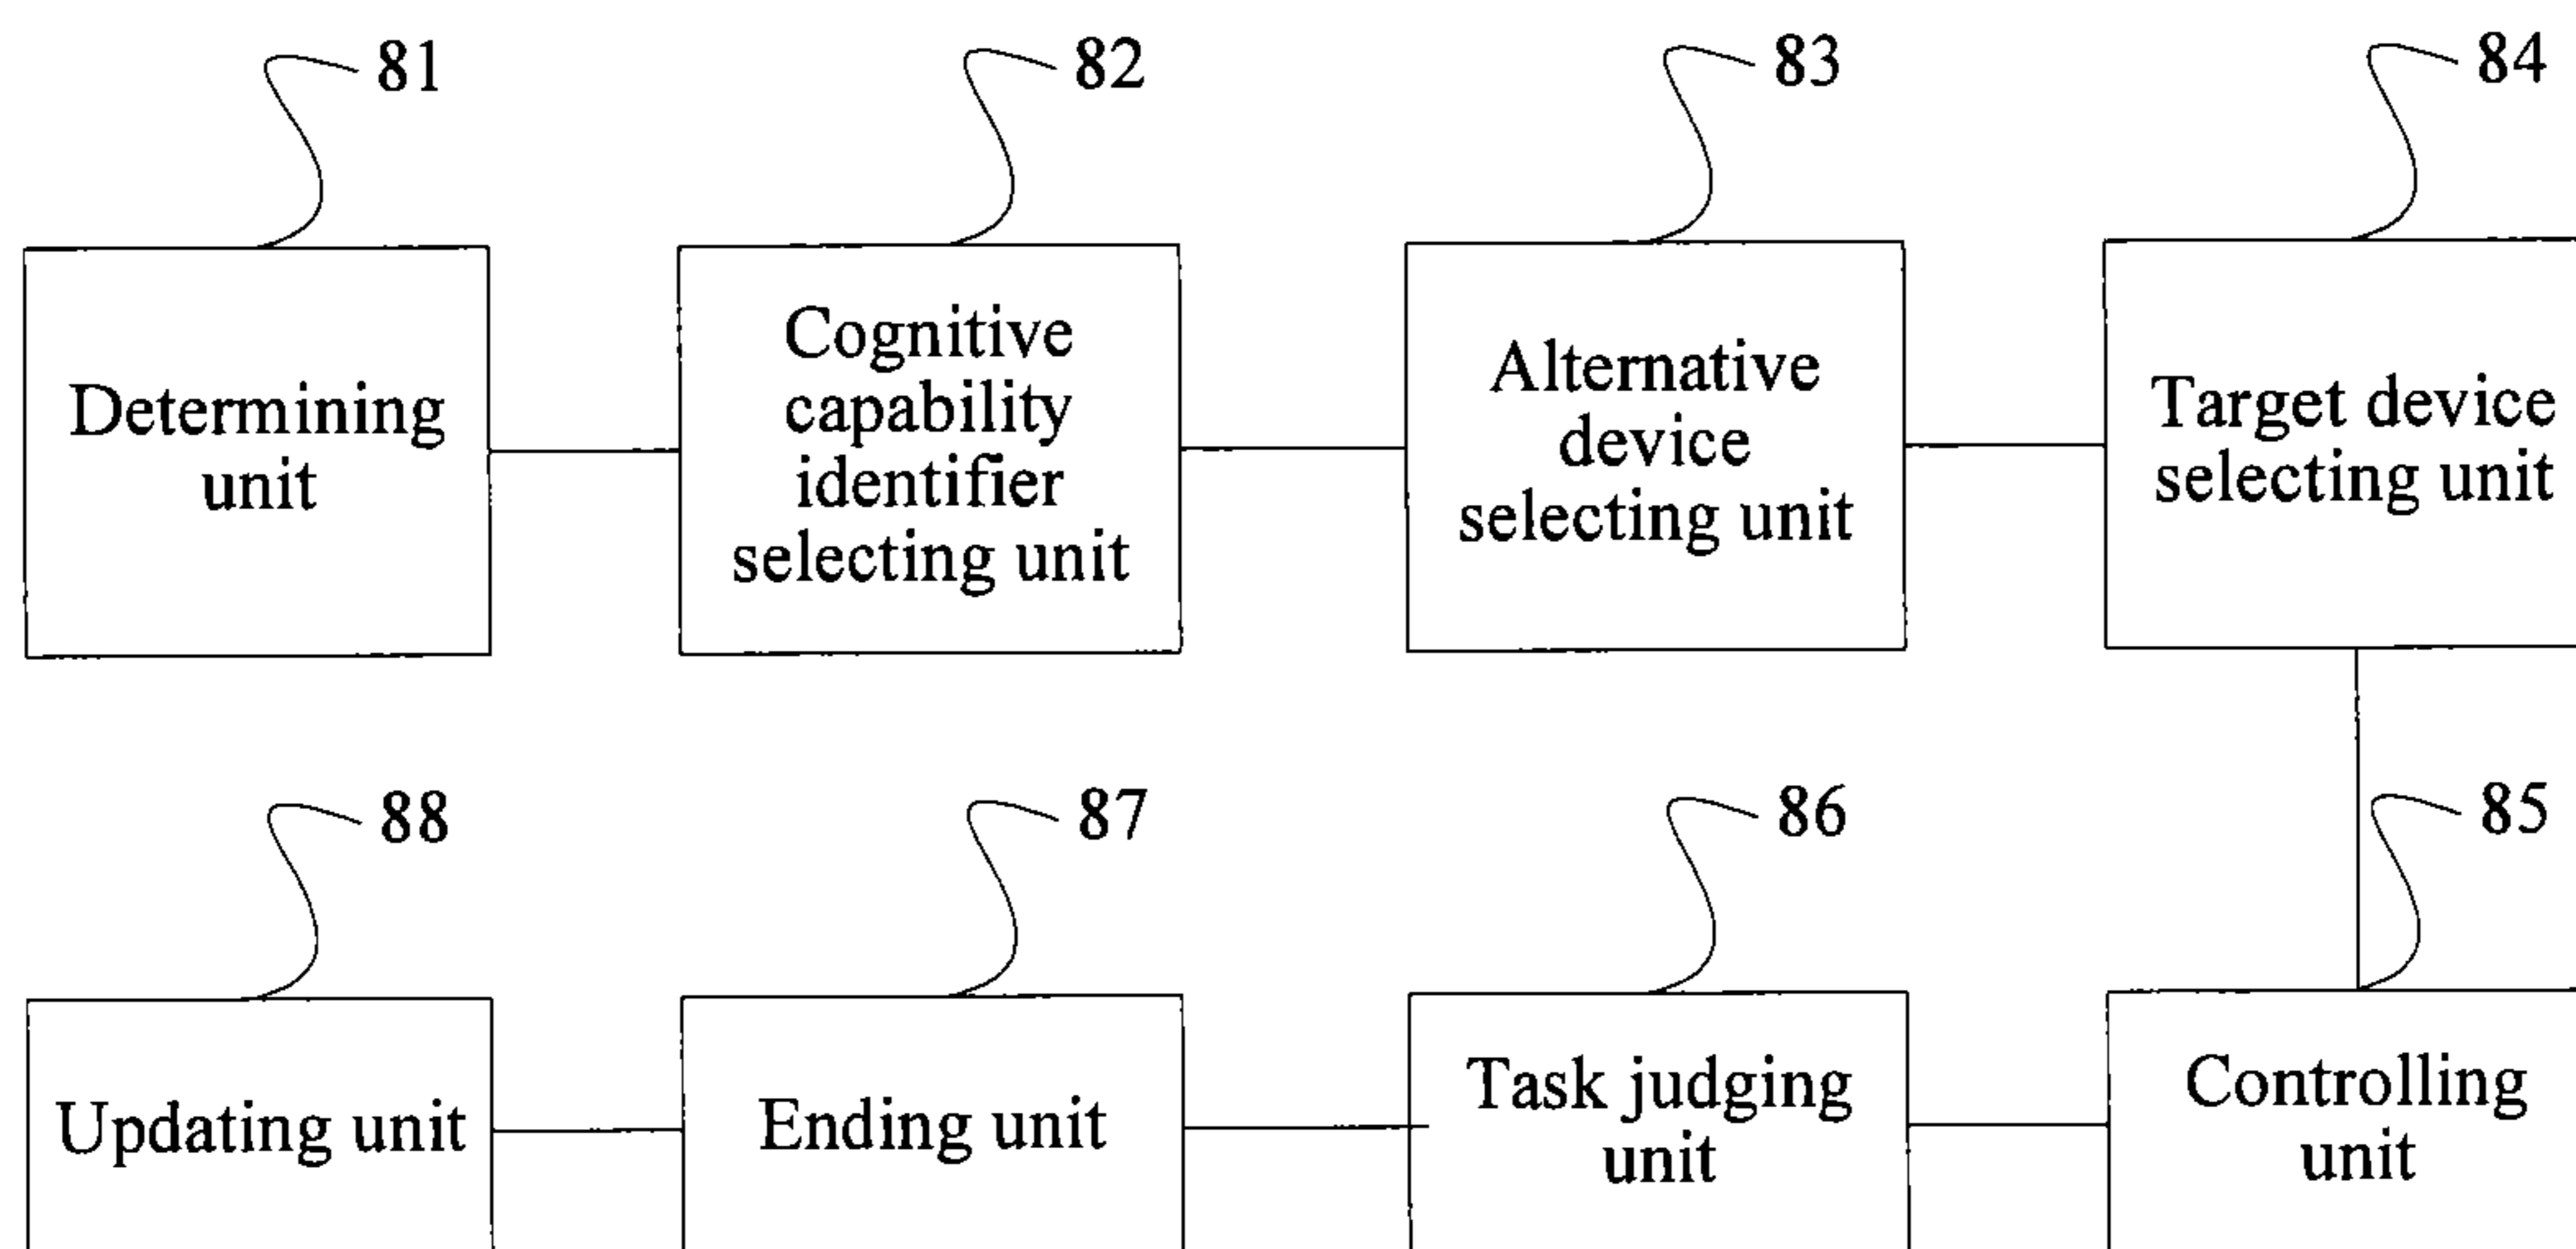 81
82
83
84
Determining
unit
Cognitive
capability
identifier
selecting unit
Alternative
device
selecting unit
Target device
selecting unit
88
87
86
85
Updating unit
Ending unit
Task judging
unit
Controlling
unit